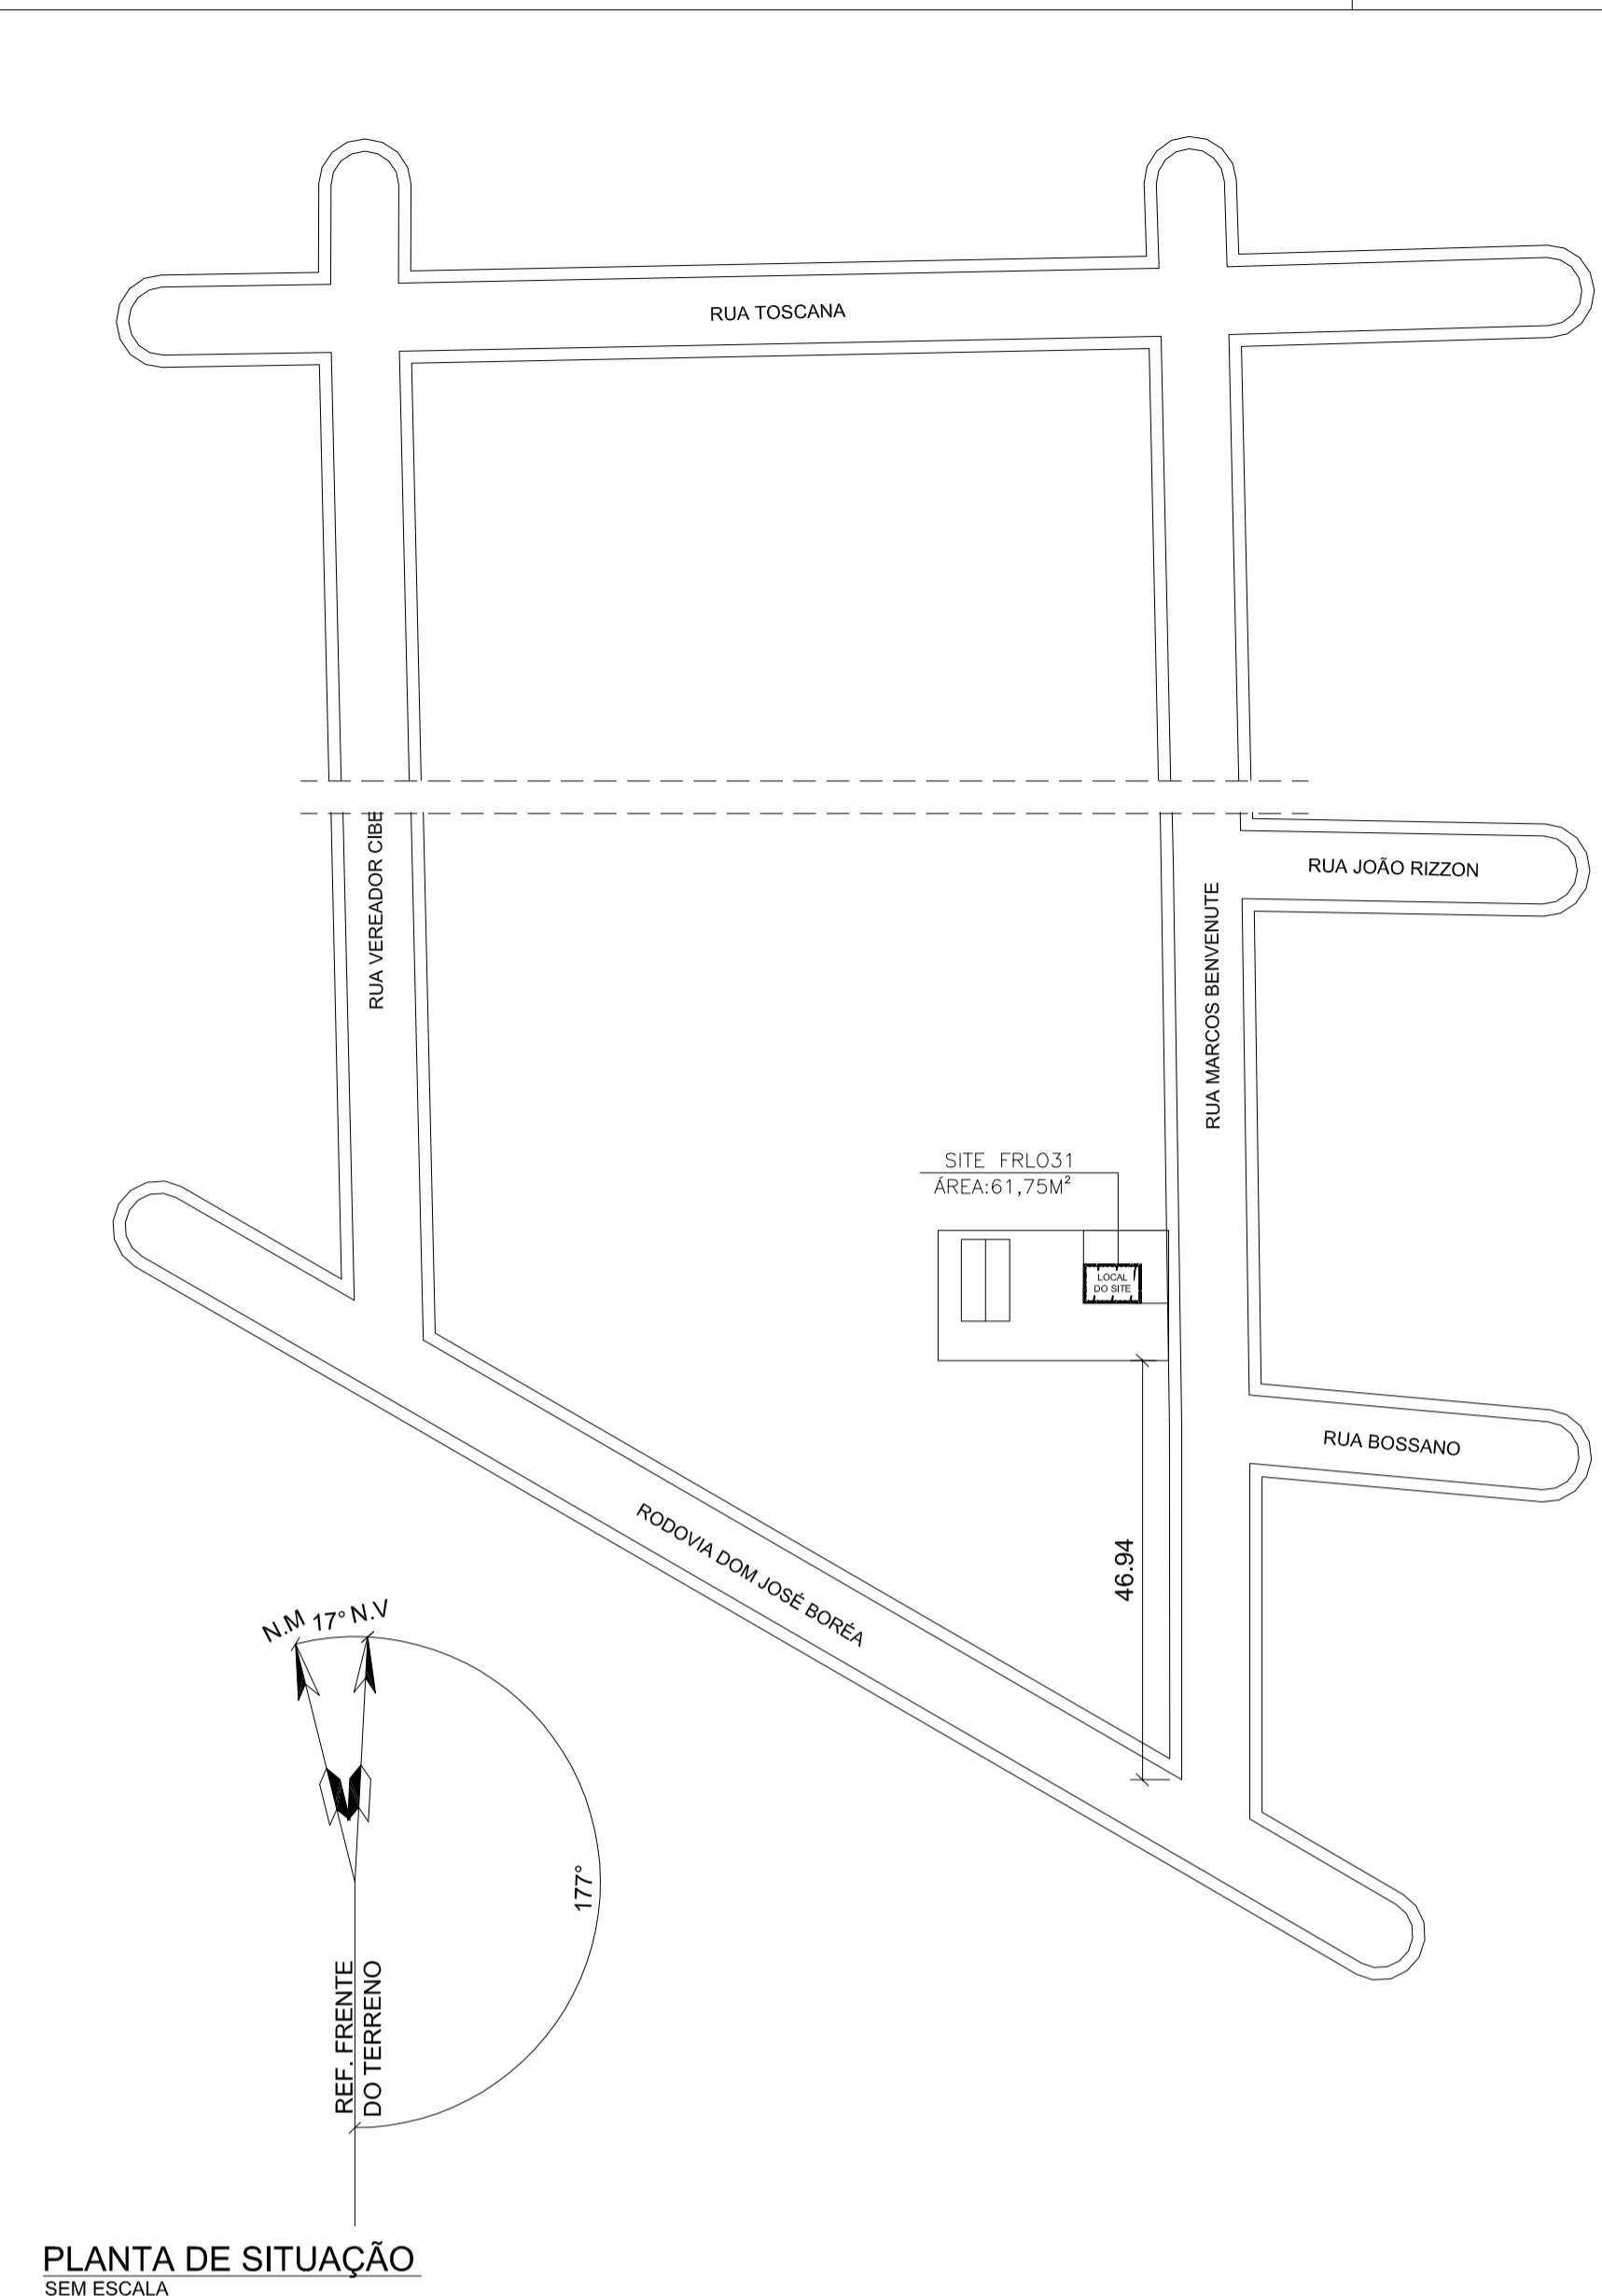 RUA TOSCANA
RUA VEREADOR CIBE
RUA JOÃO RIZZON
RUA MARCOS BENVENUTE
SITE FRLO31
ÁREA:61,75M²
LOCAL
DO SITE
RUA BOSSANO
RODOVIA DOM JOSÉ BORÉA
46.94
N.M 17° N.V
177°
REF. FRENTE
DO TERRENO
PLANTA DE SITUAÇÃO
SEM ESCALA